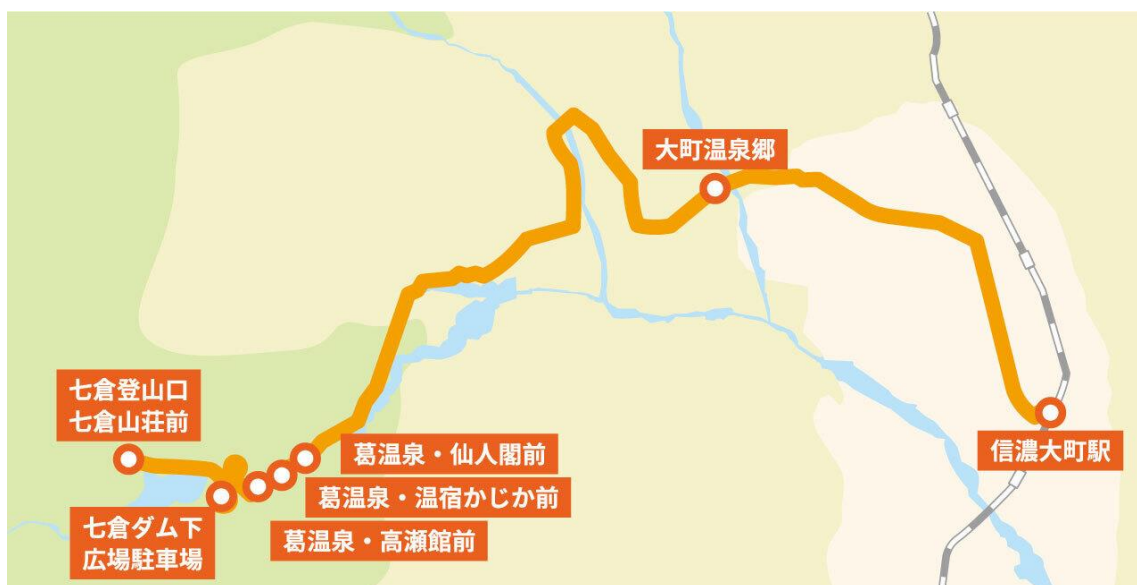 大町温泉郷
七倉登山口
七倉山荘前
信濃大町駅
葛温泉・仙人閣前
葛温泉・温宿かじか前
七倉ダム下
広場駐車場
葛温泉・高瀬館前